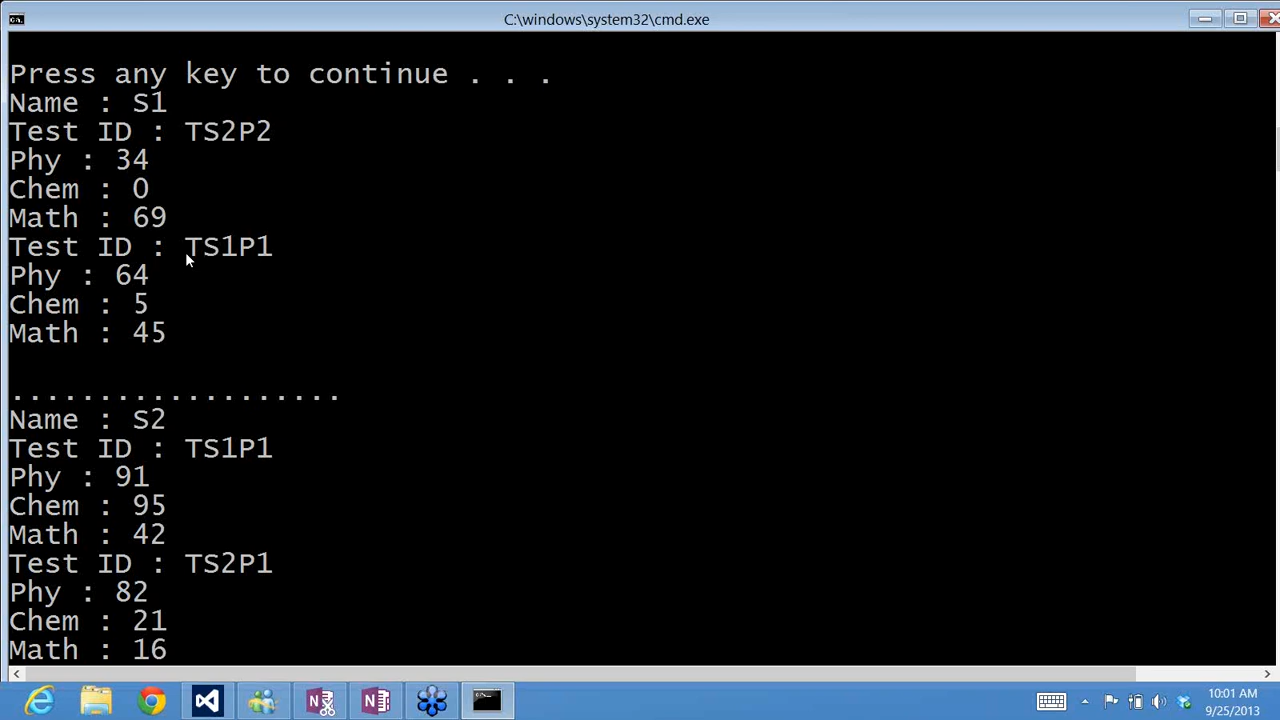 C:\windows\system32\cmd.exe
Press any key to continue . . .
Name : S1
Test ID : TS2P2
Phy : 34
Chem : 0
Math : 69
Test ID : TS1P1
Phy : 64
Chem : 5
Math : 45
...................
Name : S2
Test ID : TS1P1
Phy : 91
Chem : 95
Math : 42
Test ID : TS2P1
Phy : 82
Chem : 21
Math : 16
10:01 AM
9/25/2013